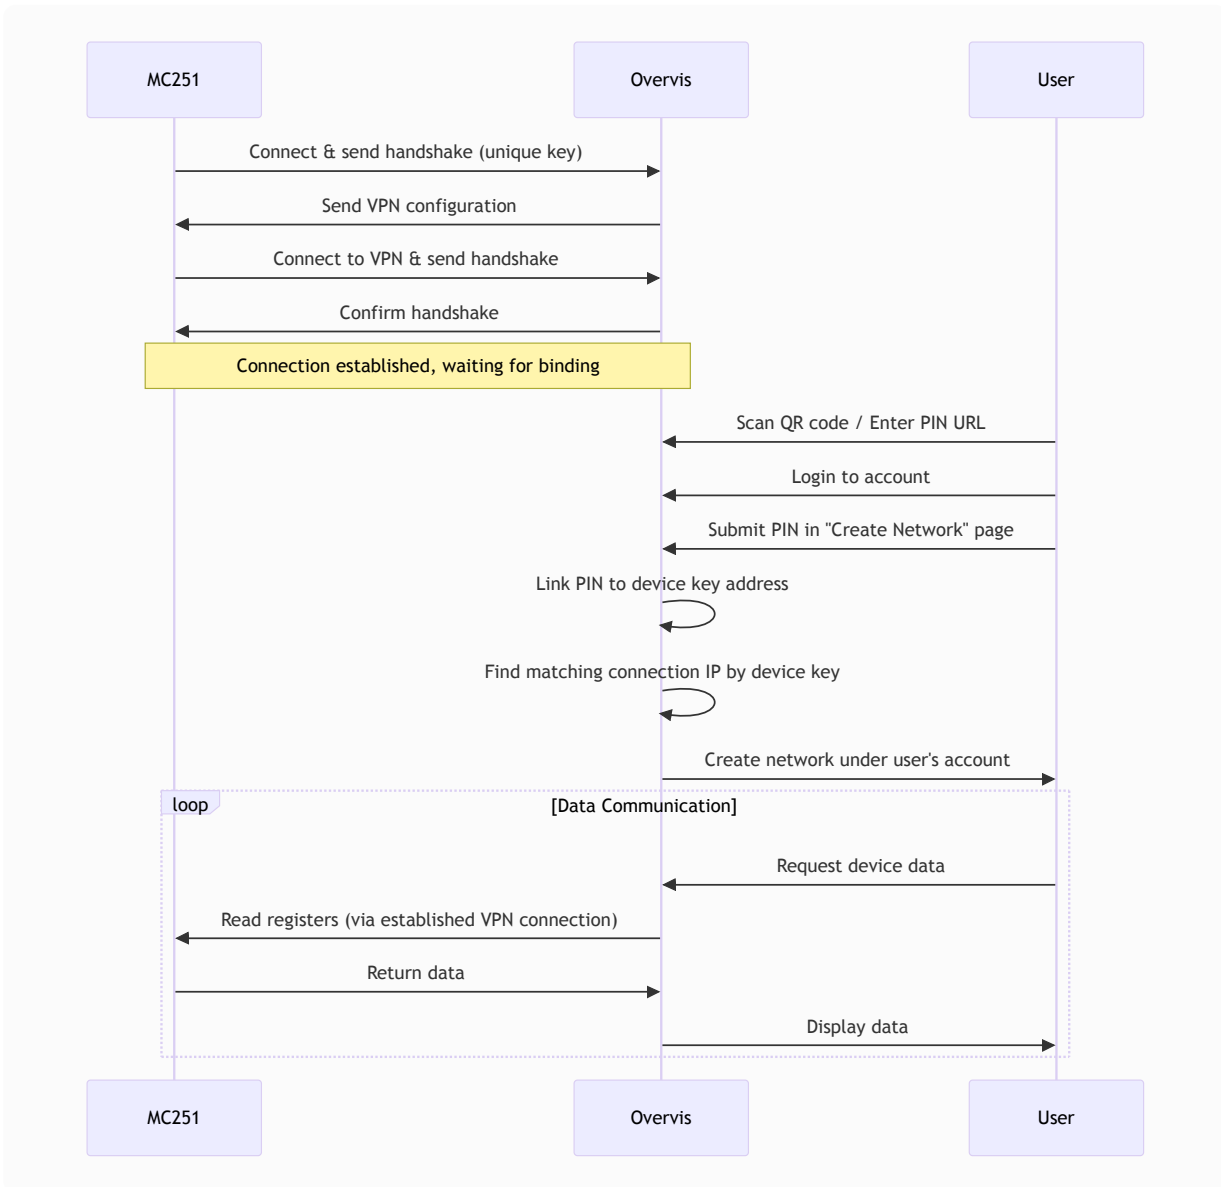 MC251
Overvis
User
Connect & send handshake (unique key)
Send VPN configuration
Connect to VPN & send handshake
Confirm handshake
Connection established, waiting for binding
Scan QR code / Enter PIN URL
Login to account
Submit PIN in "Create Network" page
Link PIN to device key address
Find matching connection IP by device key
Create network under user's account
loop
[Data Communication]
Request device data
Read registers (via established VPN connection)
Return data
Display data
MC251
Overvis
User